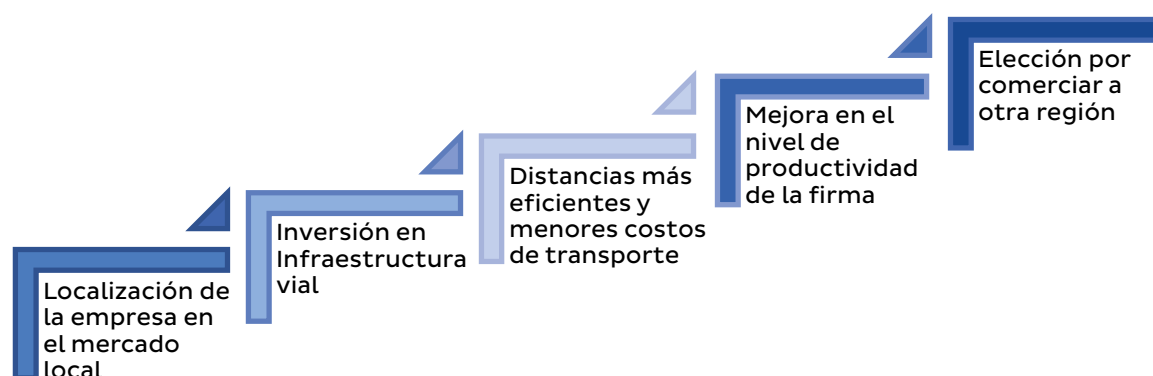 Localización de
la empresa en
el mercado
local
Inversión en
Infraestructura
vial
Distancias más
eficientes y
menores costos
de transporte
Mejora en el
nivel de
productividad
de la firma
Elección por
comerciar a
otra región